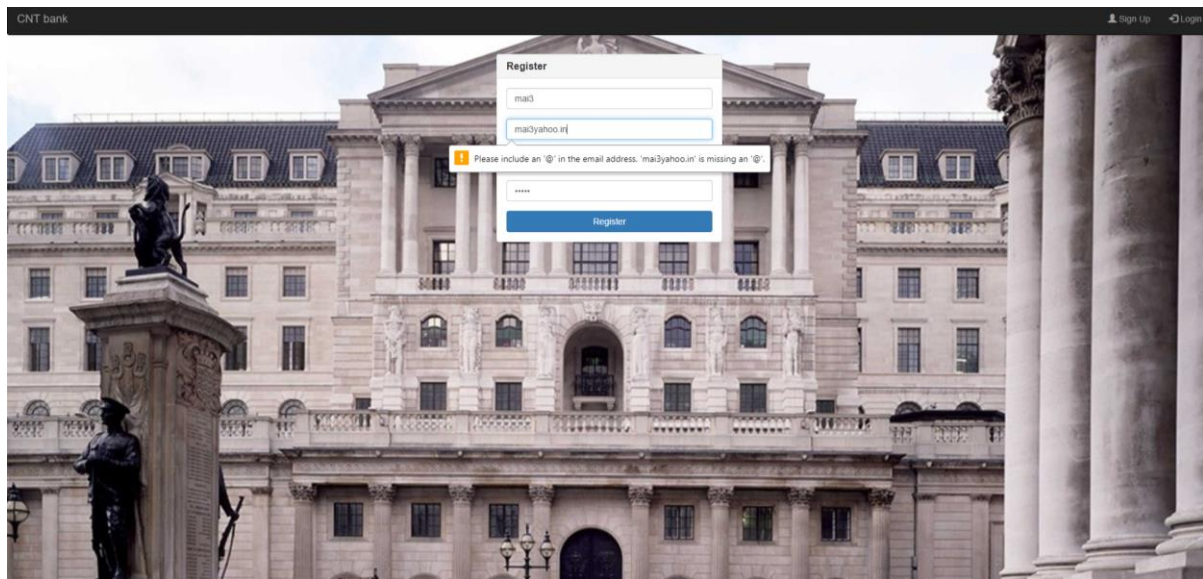 CNT bank
Sign Up
Login
Register
mai3
mai3yahoo.in
Please include an '@' in the email address. 'mai3yahoo.in' is missing an '@'.
•••••
Register